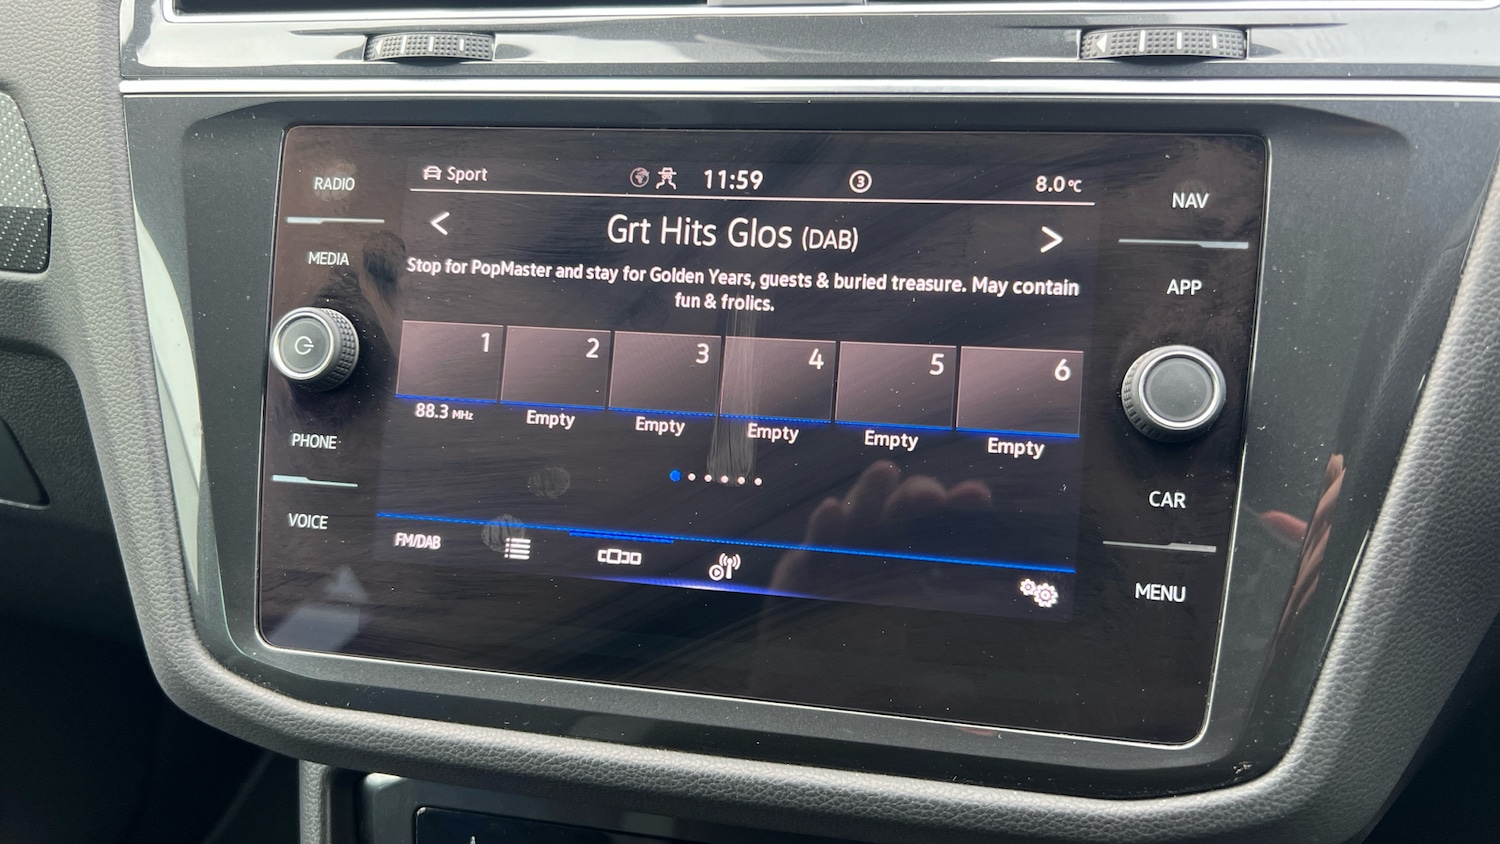 RADIO
Sport 11:59 3 8.0°C
NAV
Grt Hits Glos (DAB)
MEDIA
Stop for PopMaster and stay for Golden Years, guests & buried treasure. May contain
fun & frolics.
APP
1 2 3 4 5 6
88.3 MHz Empty Empty Empty Empty Empty
PHONE
CAR
VOICE
FM/DAB
MENU